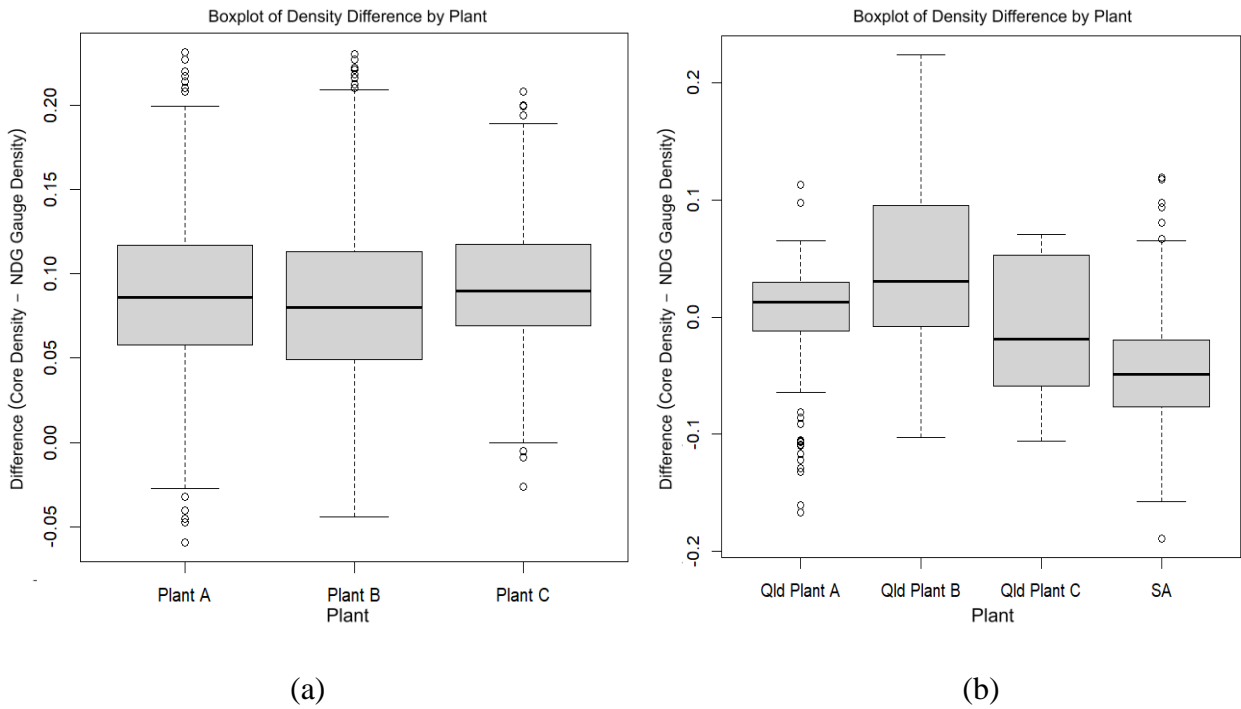 Boxplot of Density Difference by Plant
Difference (Core Density – NDG Gauge Density)
0.20
0.15
0.10
0.05
0.00
-0.05
Plant A Plant B Plant C
Plant
(a)
Boxplot of Density Difference by Plant
Difference (Core Density – NDG Gauge Density)
0.2
0.1
0.0
-0.1
-0.2
Qld Plant A Qld Plant B Qld Plant C SA
Plant
(b)